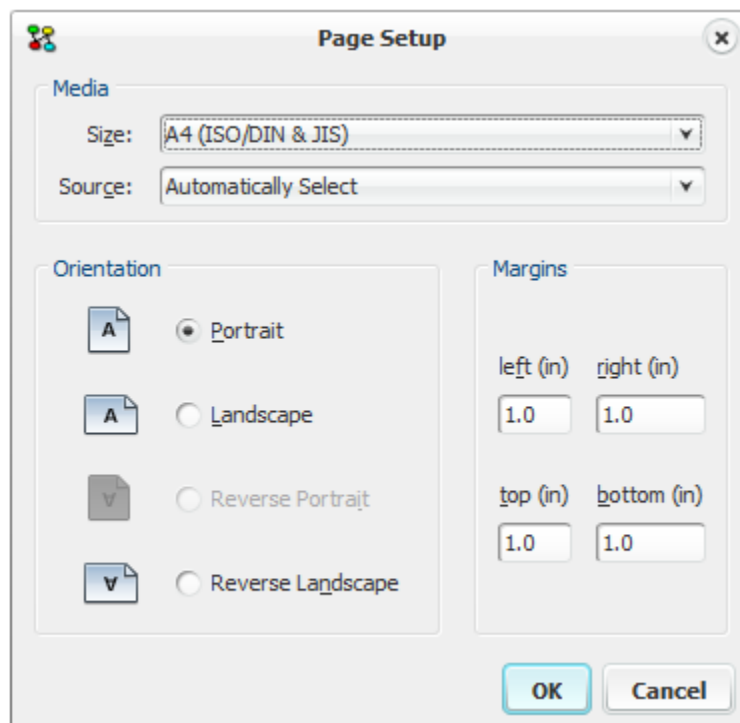 Page Setup
Media
Size: A4 (ISO/DIN & JIS)
Source: Automatically Select
Orientation
A Portrait
A Landscape
A Reverse Portrait
A Reverse Landscape
Margins
left (in) right (in)
1.0 1.0
top (in) bottom (in)
1.0 1.0
OK Cancel